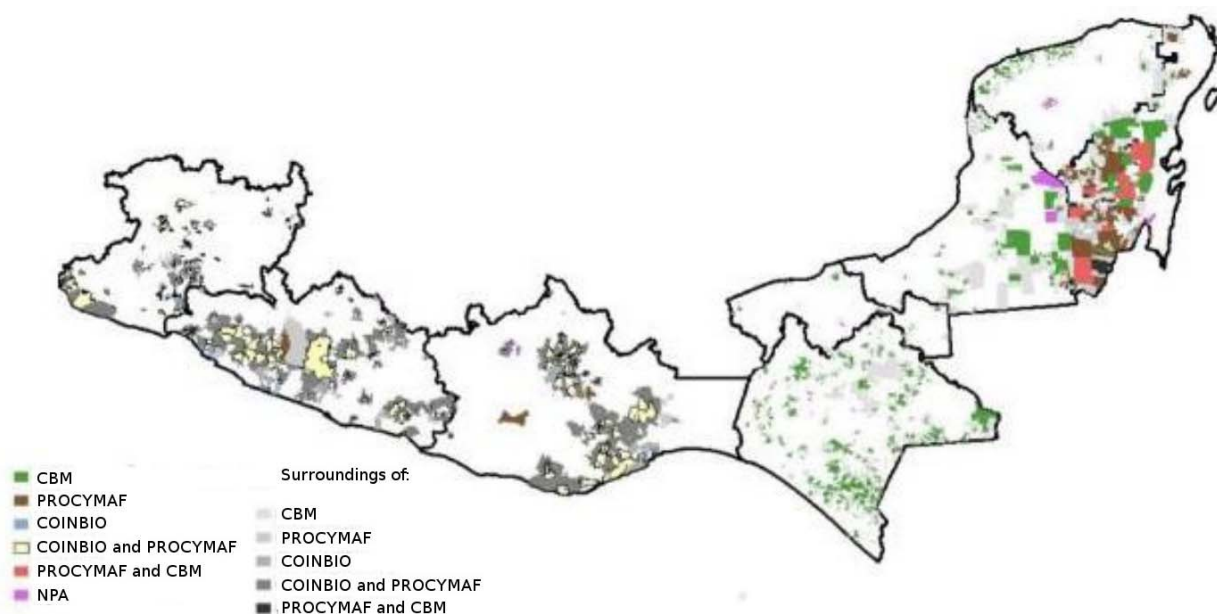 CBM
PROCYMAF
COINBIO
COINBIO and PROCYMAF
PROCYMAF and CBM
NPA
Surroundings of:
CBM
PROCYMAF
COINBIO
COINBIO and PROCYMAF
PROCYMAF and CBM